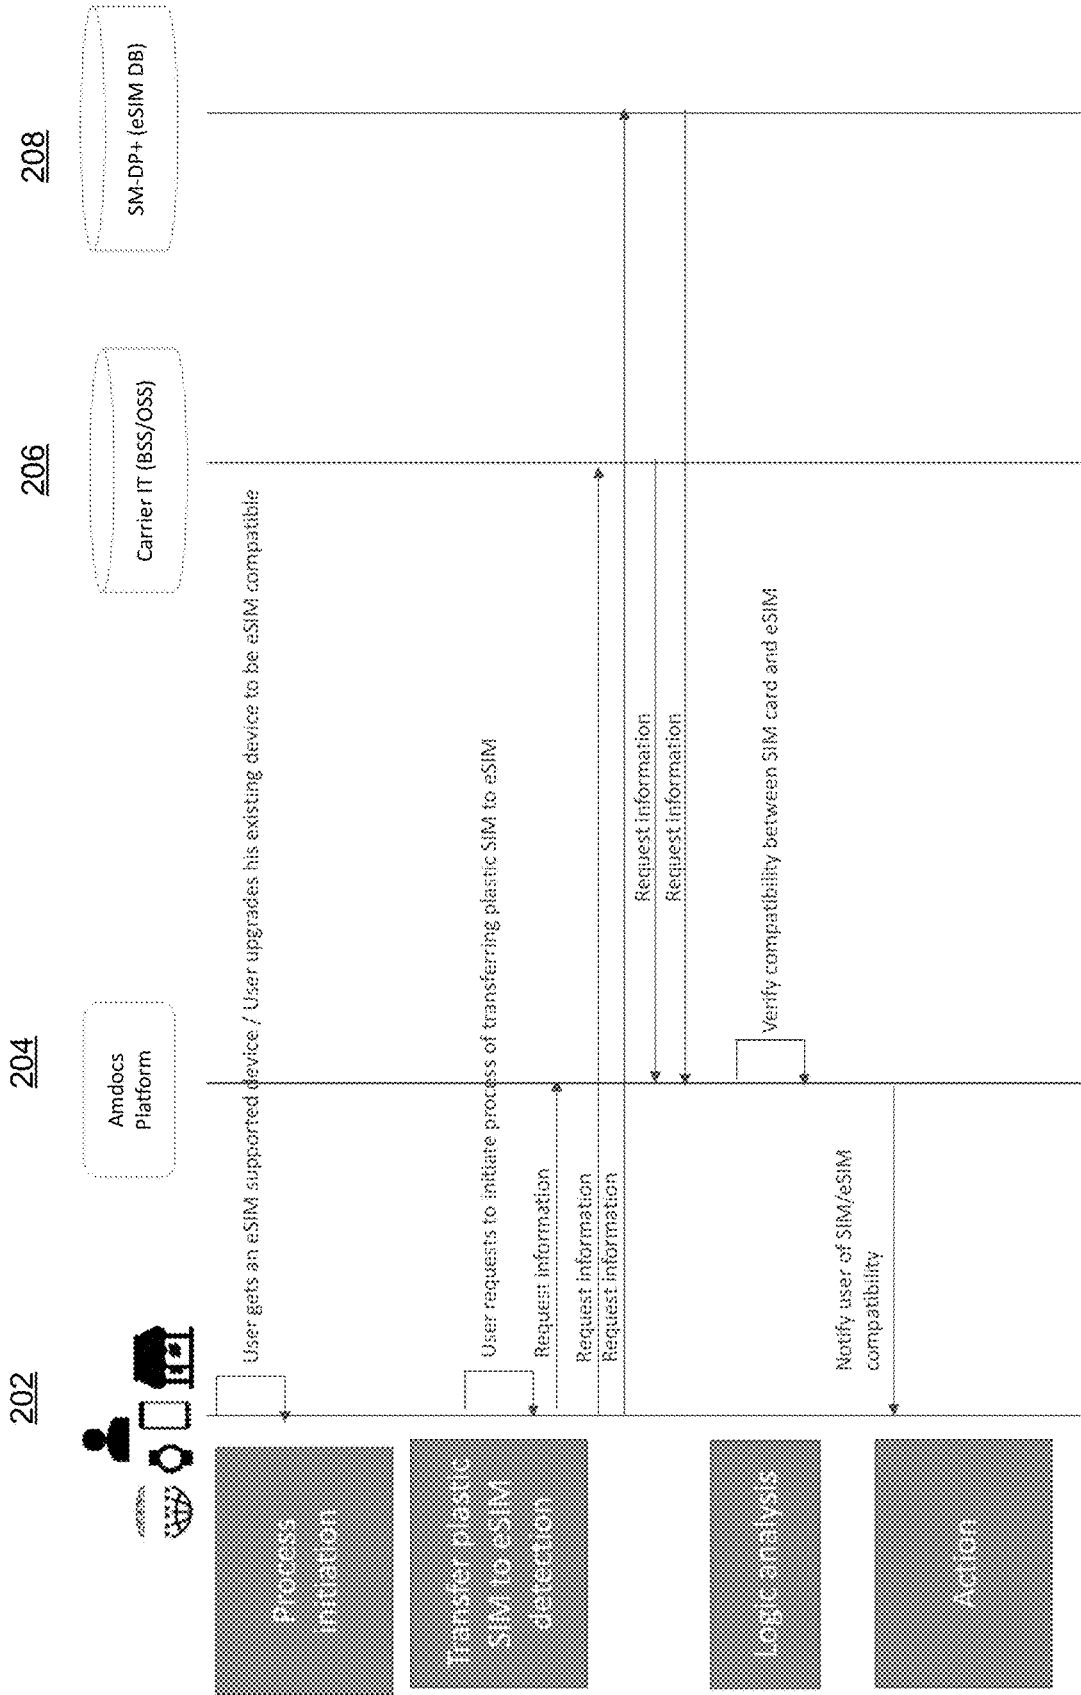 202
204
206
208
Amdocs
Platform
Carrier IT (BSS/OSS)
SM-DP+ (eSIM DB)
Process
initiation
User gets an eSIM supported device / User upgrades his existing device to be eSIM compatible
Transfer plastic
SIM to eSIM
detection
User requests to initiate process of transferring plastic SIM to eSIM
Request information
Request information
Request information
Request information
Request information
Logic analysis
Verify compatibility between SIM card and eSIM
Action
Notify user of SIM/eSIM
compatibility